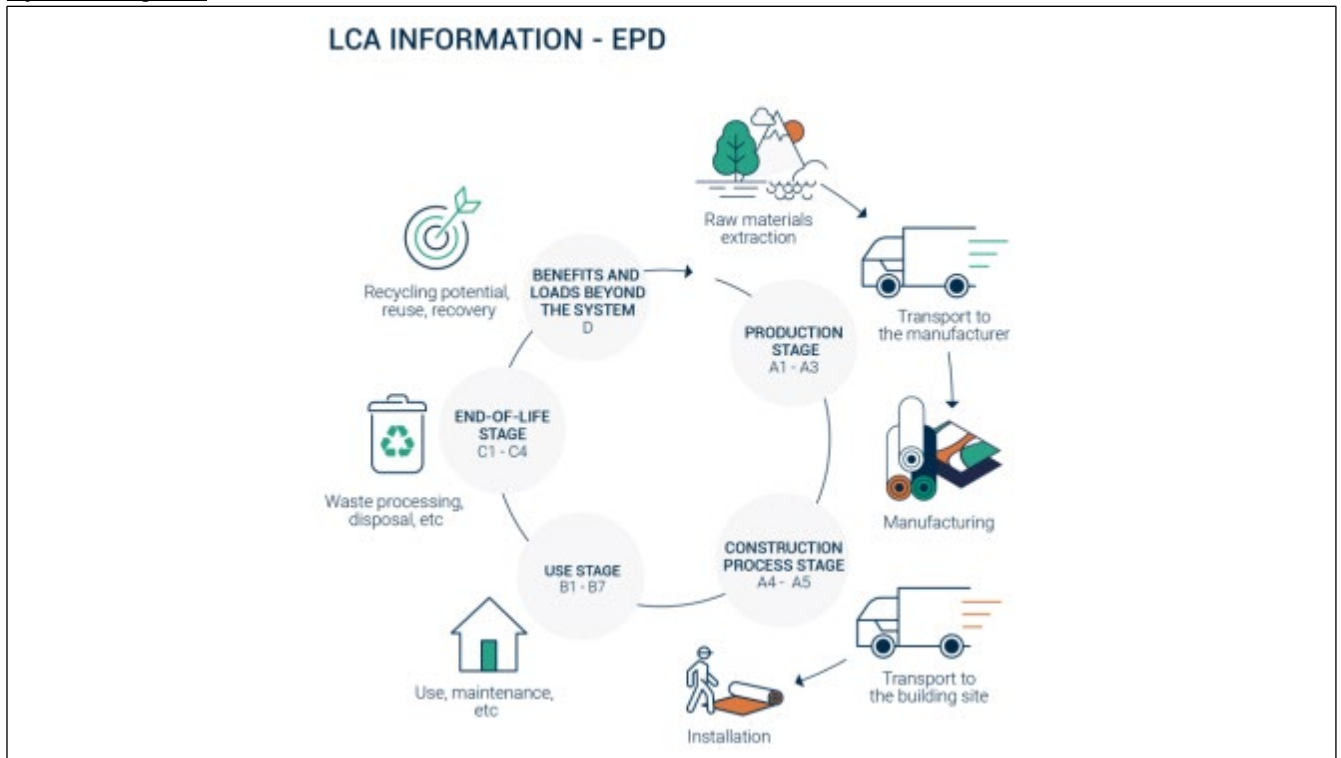 LCA INFORMATION - EPD
Raw materials
extraction
Transport to
the manufacturer
Manufacturing
Transport to
the building site
Installation
Use, maintenance,
etc
Waste processing,
disposal, etc
Recycling potential,
reuse, recovery
BENEFITS AND
LOADS BEYOND
THE SYSTEM
D
PRODUCTION
STAGE
A1 - A3
CONSTRUCTION
PROCESS STAGE
A4 - A5
USE STAGE
B1 - B7
END-OF-LIFE
STAGE
C1 - C4